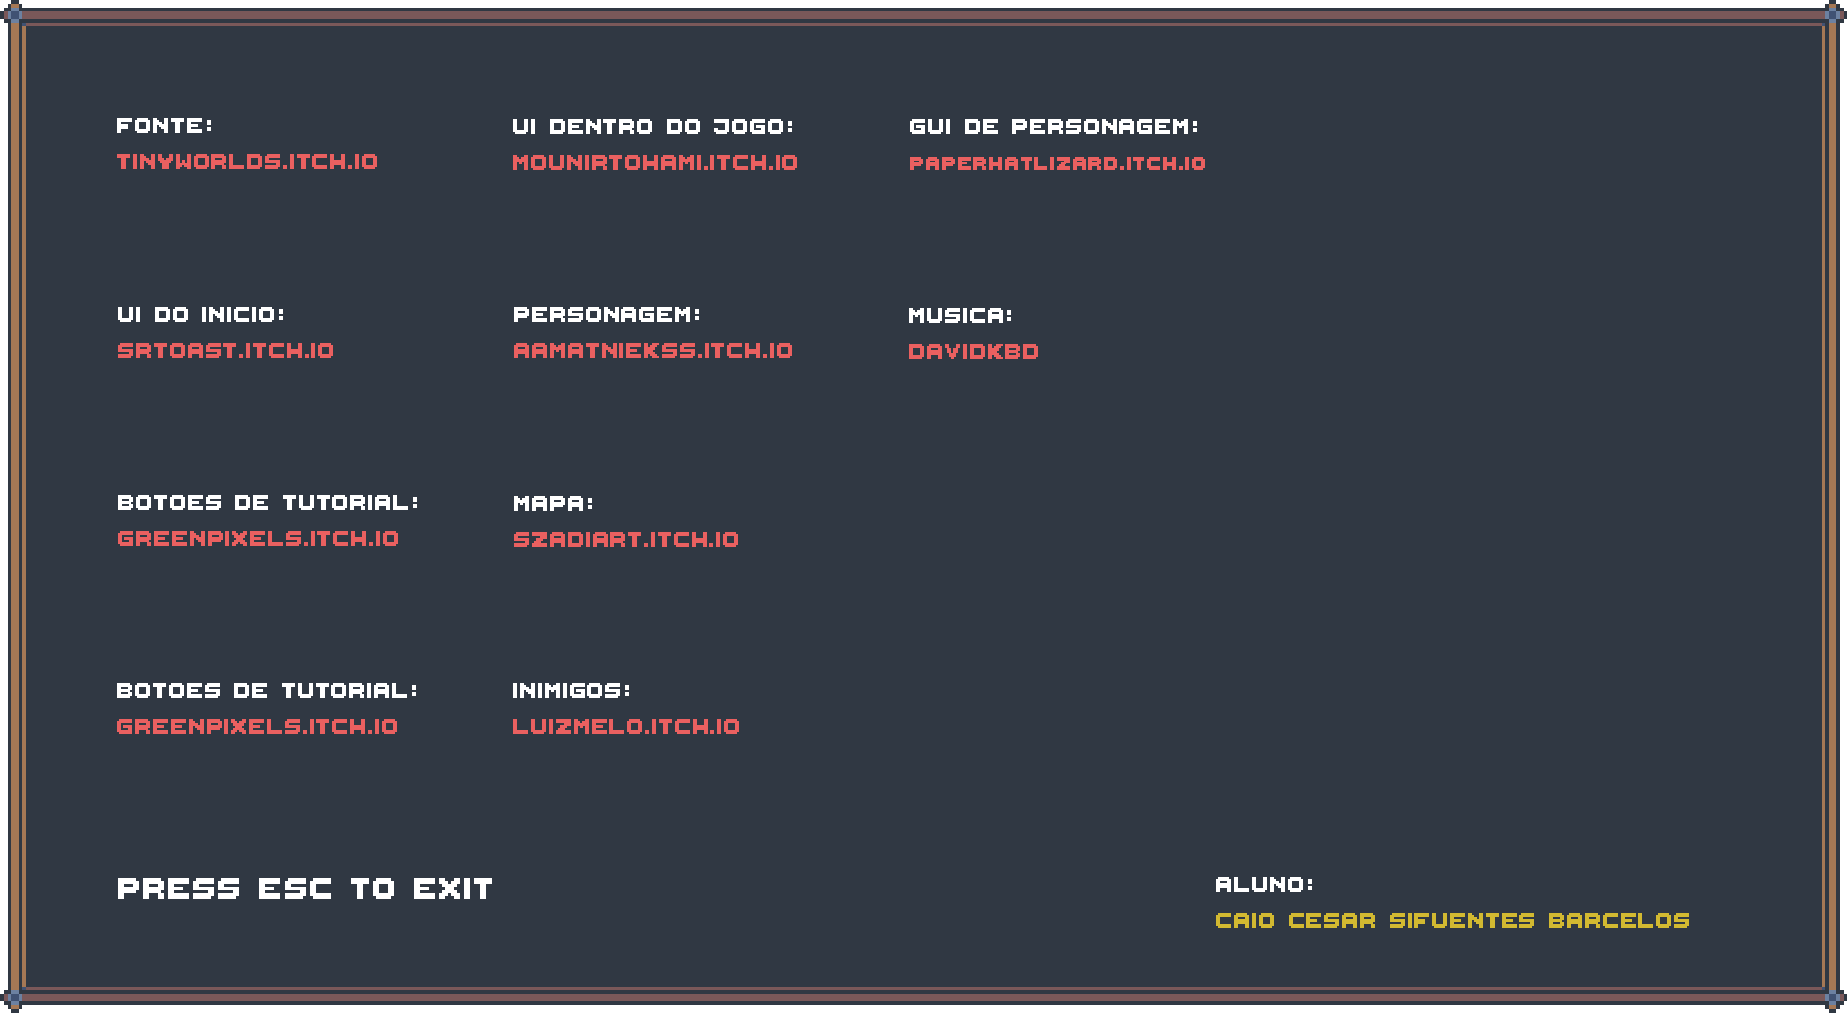 FONTE:
TINYWORLDS.ITCH.IO
UI DENTRO DO JOGO:
MOUNIRTOHAMI.ITCH.IO
GUI DE PERSONAGEM:
PAPERHATLIZARD.ITCH.IO
UI DO INICIO:
SRTOAST.ITCH.IO
PERSONAGEM:
AAMATNIEKSS.ITCH.IO
MUSICA:
DAVIDKBD
BOTOES DE TUTORIAL:
GREENPIXELS.ITCH.IO
MAPA:
SZADIART.ITCH.IO
BOTOES DE TUTORIAL:
GREENPIXELS.ITCH.IO
INIMIGOS:
LUIZMELO.ITCH.IO
PRESS ESC TO EXIT
ALUNO:
CAIO CESAR SIFUENTES BARCELOS